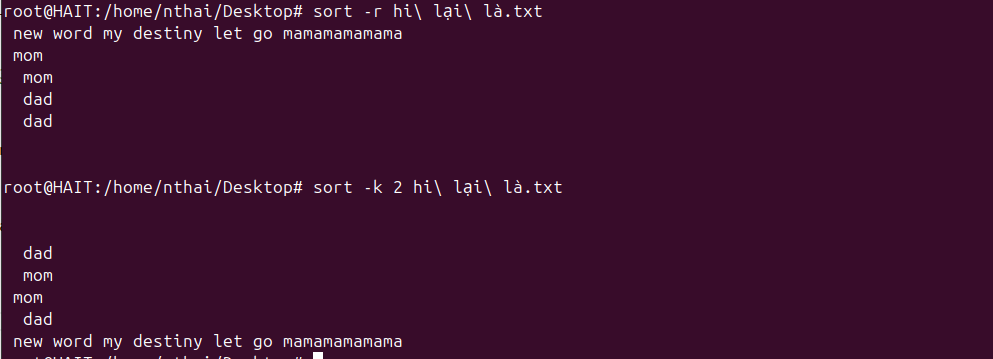 root@HAIT:/home/nthai/Desktop# sort -r hi\ lại\ là.txt
 new word my destiny let go mamamamamama
 mom
  mom
  dad
  dad
root@HAIT:/home/nthai/Desktop# sort -k 2 hi\ lại\ là.txt
  dad
  mom
 mom
  dad
 new word my destiny let go mamamamamama